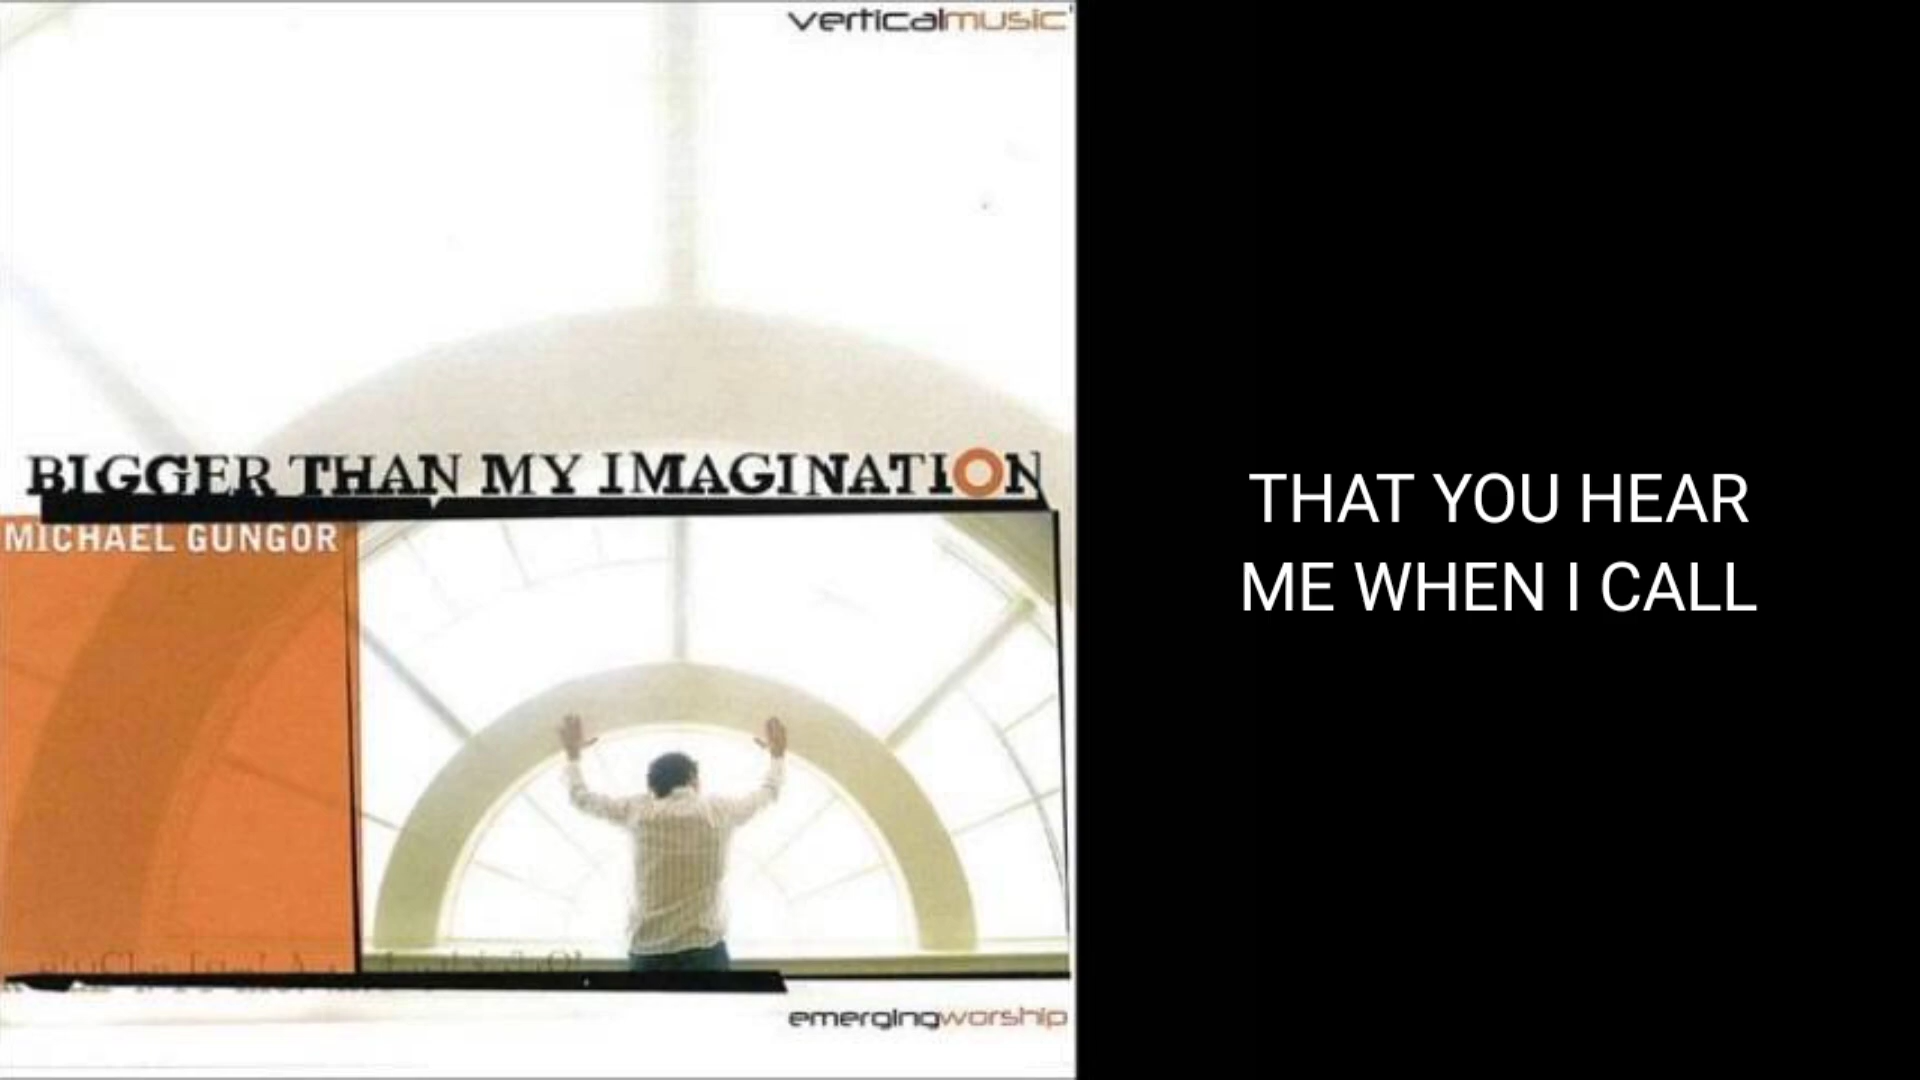 verticalmusic
BIGGER THAN MY IMAGINATION
MICHAEL GUNGOR
emergingworship
THAT YOU HEAR
ME WHEN I CALL